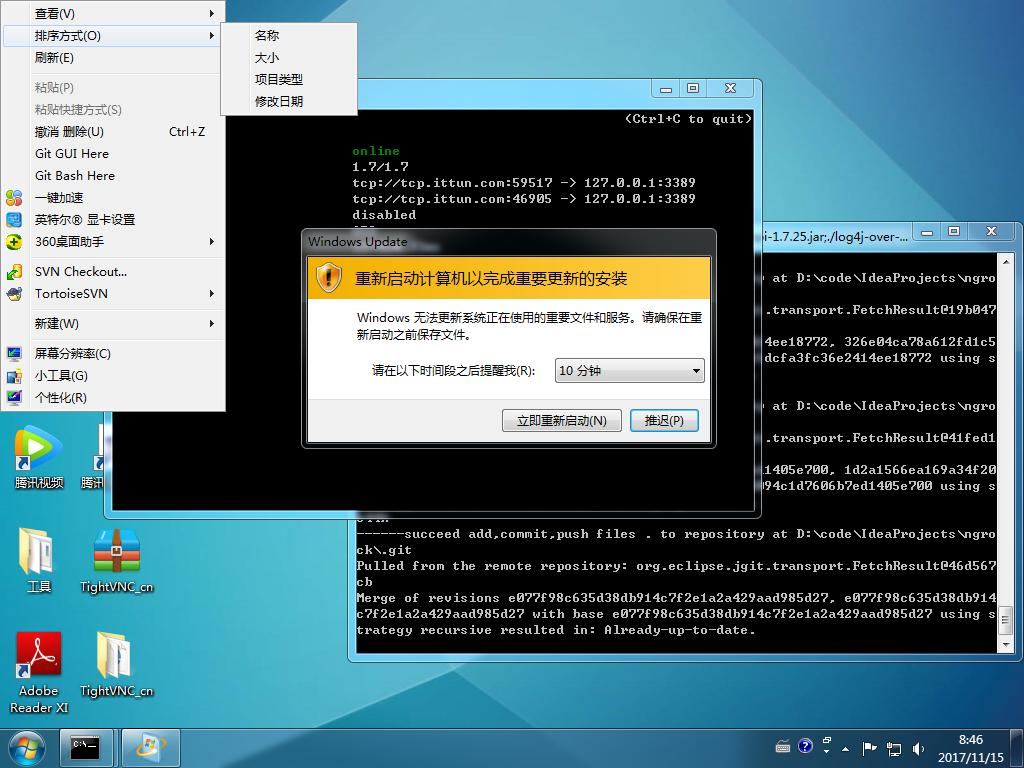 查看(V)
排序方式(O)
刷新(E)
粘贴(P)
粘贴快捷方式(S)
撤消 删除(U) Ctrl+Z
Git GUI Here
Git Bash Here
一键加速
英特尔® 显卡设置
360桌面助手
SVN Checkout...
TortoiseSVN
新建(W)
屏幕分辨率(C)
小工具(G)
个性化(R)
名称
大小
项目类型
修改日期
(Ctrl+C to quit)
online
1.7/1.7
tcp://tcp.ittun.com:59517 -> 127.0.0.1:3389
tcp://tcp.ittun.com:46905 -> 127.0.0.1:3389
disabled
Windows Update
重新启动计算机以完成重要更新的安装
Windows 无法更新系统正在使用的重要文件和服务。请确保在重
新启动之前保存文件。
请在以下时间段之后提醒我(R):
10 分钟
立即重新启动(N)
推迟(P)
i-1.7.25.jar;./log4j-over-...
at D:\code\IdeaProjects\ngro
.transport.FetchResult@19b047
4ee18772, 326e04ca78a612fd1c5
dcfa3fc36e2414ee18772 using s
at D:\code\IdeaProjects\ngro
.transport.FetchResult@41fed1
1405e700, 1d2a1566ea169a34f20
94c1d7606b7ed1405e700 using s
------succeed add,commit,push files . to repository at D:\code\IdeaProjects\ngro
ck\.git
Pulled from the remote repository: org.eclipse.jgit.transport.FetchResult@46d567
cb
Merge of revisions e077f98c635d38db914c7f2e1a2a429aad985d27, e077f98c635d38db914
c7f2e1a2a429aad985d27 with base e077f98c635d38db914c7f2e1a2a429aad985d27 using s
trategy recursive resulted in: Already-up-to-date.
腾讯视频
腾讯
工具
TightVNC_cn
Adobe
Reader XI
TightVNC_cn
C:\
8:46
2017/11/15